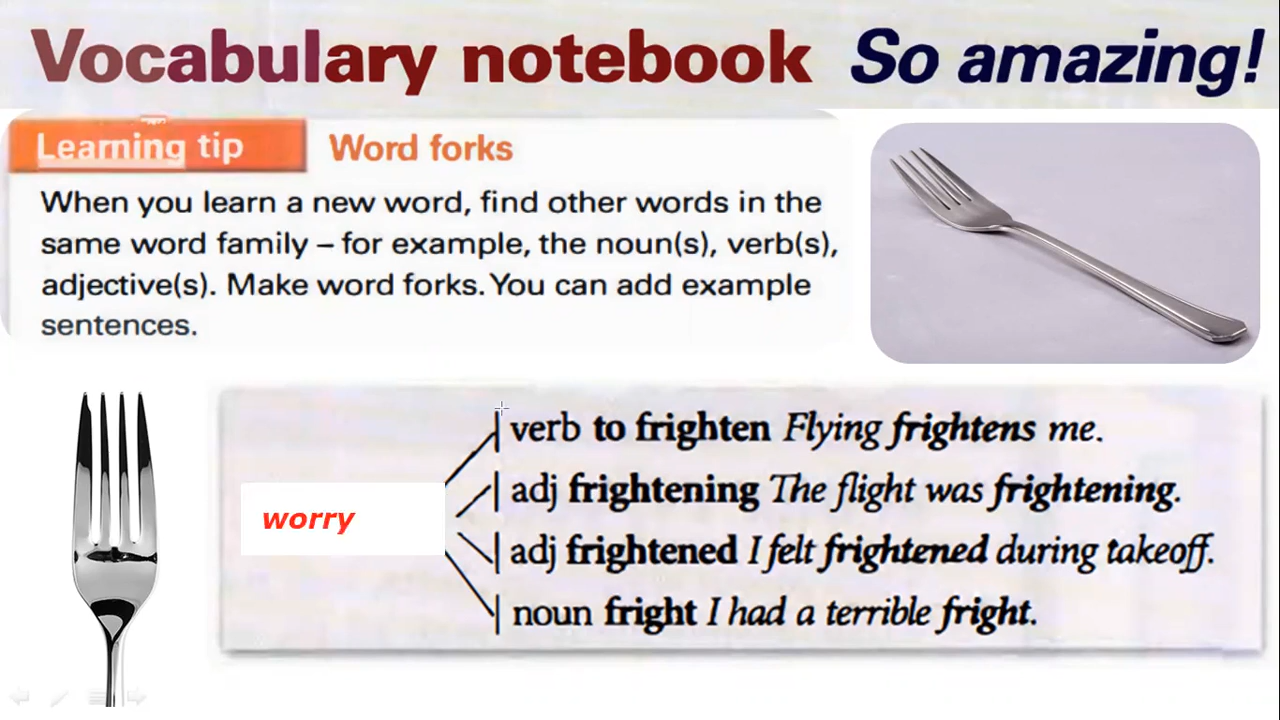 Vocabulary notebook So amazing!
Learning tip Word forks
When you learn a new word, find other words in the
same word family – for example, the noun(s), verb(s),
adjective(s). Make word forks. You can add example
sentences.
verb to frighten Flying frightens me.
adj frightening The flight was frightening.
worry
adj frightened I felt frightened during takeoff.
noun fright I had a terrible fright.